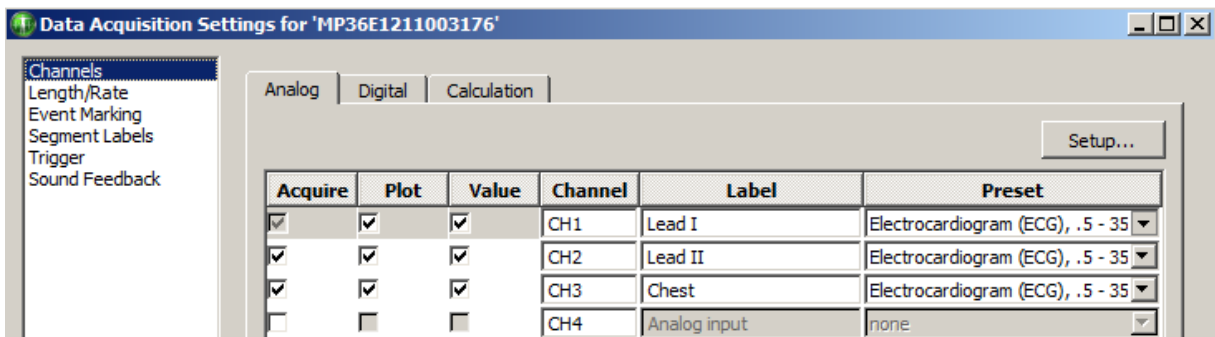 Data Acquisition Settings for 'MP36E1211003176'
Channels
Length/Rate
Event Marking
Segment Labels
Trigger
Sound Feedback
Analog Digital Calculation
Setup...
Acquire Plot Value Channel Label Preset
CH1 Lead I Electrocardiogram (ECG), .5 - 35
CH2 Lead II Electrocardiogram (ECG), .5 - 35
CH3 Chest Electrocardiogram (ECG), .5 - 35
CH4 Analog input none